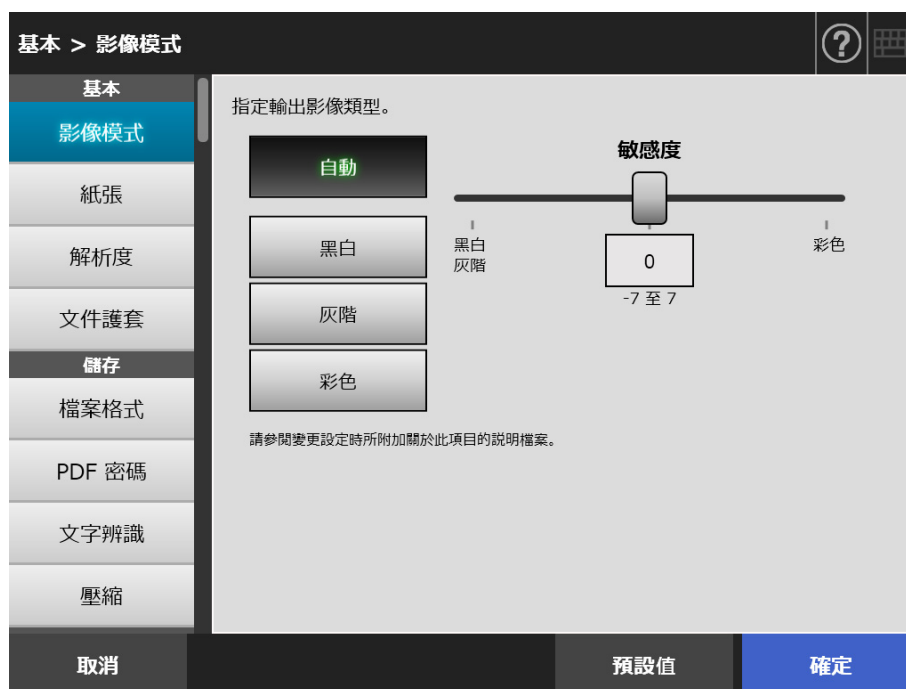 基本 > 影像模式
?
基本
影像模式
紙張
解析度
文件護套
儲存
檔案格式
PDF 密碼
文字辨識
壓縮
指定輸出影像類型。
自動
黑白
灰階
彩色
敏感度
黑白
灰階
彩色
0
-7 至 7
請參閱變更設定時所附加關於此項目的説明檔案。
取消
預設值
確定